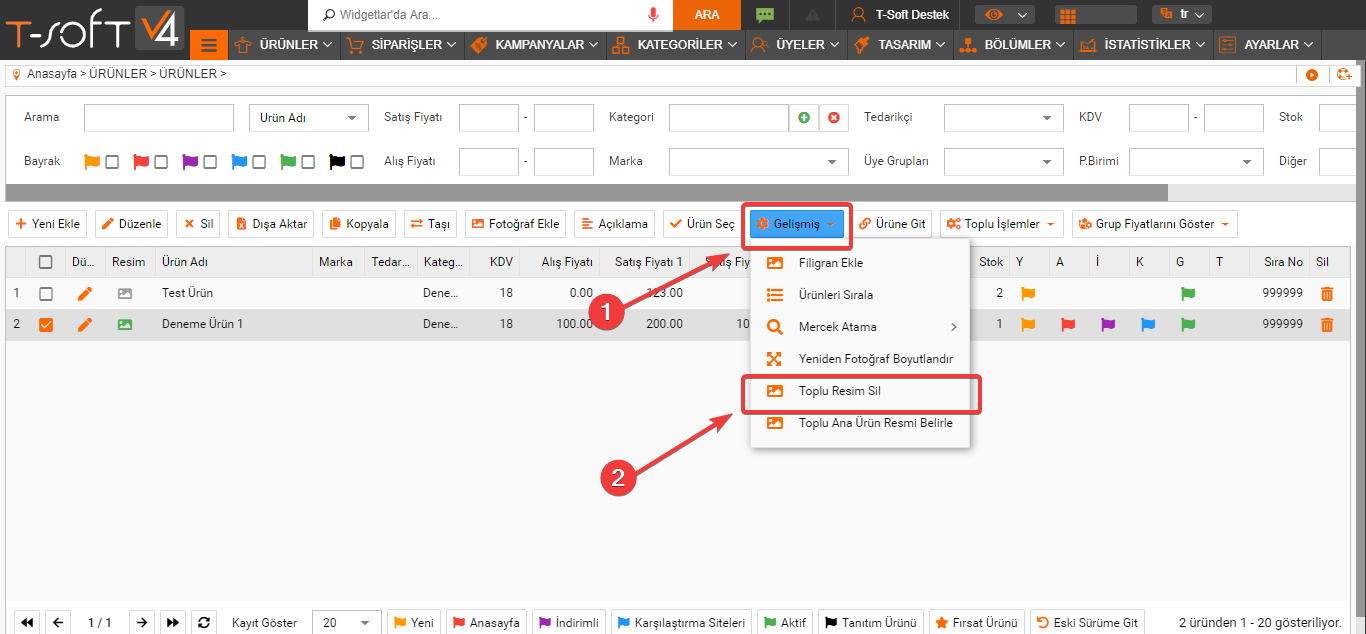 T-SOFT V4
Widgetlar'da Ara... ARA T-Soft Destek tr
ÜRÜNLER SİPARİŞLER KAMPANYALAR KATEGORİLER ÜYELER TASARIM BÖLÜMLER İSTATİSTİKLER AYARLAR
Anasayfa > ÜRÜNLER > ÜRÜNLER >
Arama Ürün Adı Satış Fiyatı - Kategori Tedarikçi KDV - Stok
Bayrak Alış Fiyatı - Marka Üye Grupları P.Birimi Diğer
Yeni Ekle Düzenle Sil Dışa Aktar Kopyala Taşı Fotoğraf Ekle Açıklama Ürün Seç Gelişmiş Ürüne Git Toplu İşlemler Grup Fiyatlarını Göster
Dü... Resim Ürün Adı Marka Tedar... Kateg... KDV Alış Fiyatı Satış Fiyatı 1 Satış Fiy Stok Y A İ K G T Sıra No Sil
1 Test Ürün Dene... 18 0.00 123.00 2 999999
2 Deneme Ürün 1 Dene... 18 100.00 200.00 10 1 999999
Filigran Ekle
Ürünleri Sırala
Mercek Atama
Yeniden Fotoğraf Boyutlandır
Toplu Resim Sil
Toplu Ana Ürün Resmi Belirle
1
2
1 / 1 Kayıt Göster 20 Yeni Anasayfa İndirimli Karşılaştırma Siteleri Aktif Tanıtım Ürünü Fırsat Ürünü Eski Sürüme Git 2 üründen 1 - 20 gösteriliyor.